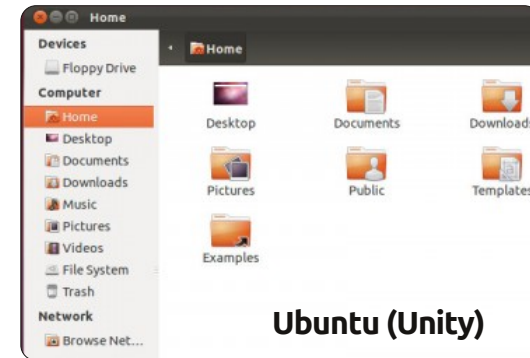 Home
Devices
Floppy Drive
Computer
Home
Desktop
Documents
Downloads
Music
Pictures
Videos
File System
Trash
Network
Browse Net...
Home
Desktop
Documents
Downloads
Pictures
Public
Templates
Examples
Ubuntu (Unity)